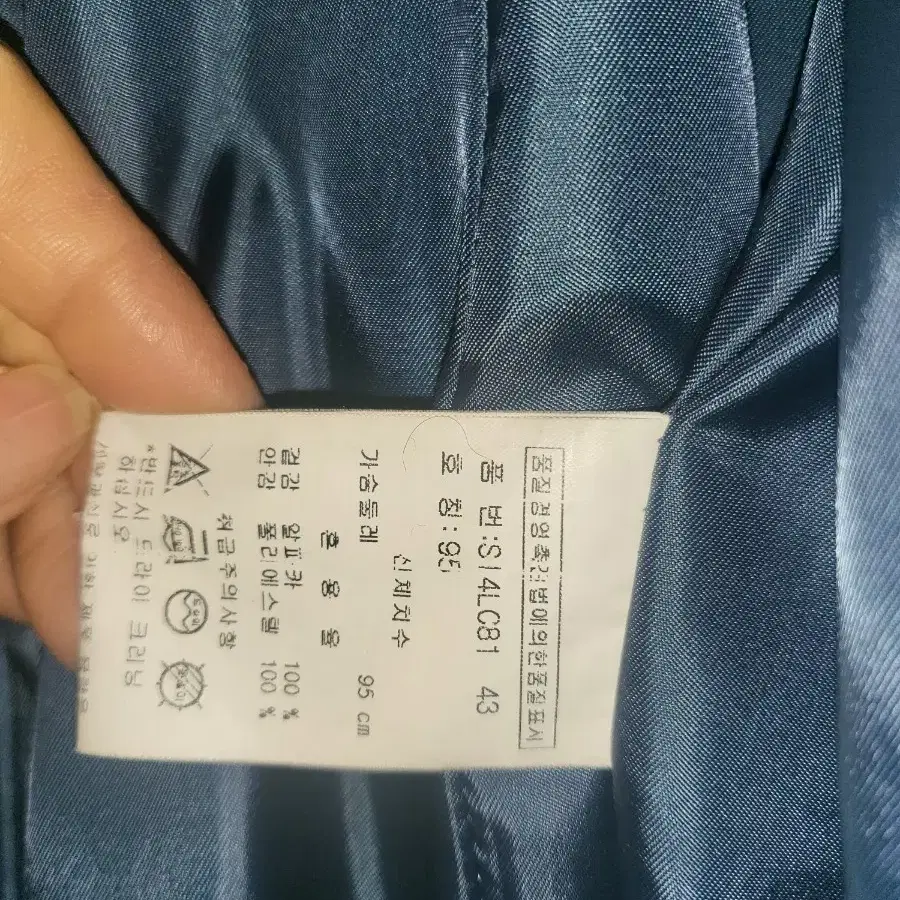 품질경영촉진법에의한품질표시
품 번:S14LC81 43
호 칭:95
신체치수
가슴둘레 95 cm
혼 용 율
겉감 알파카 100 %
안감 폴리에스텔 100 %
취급주의사항
드라이
*반드시 드라이 크리닝
하십시오